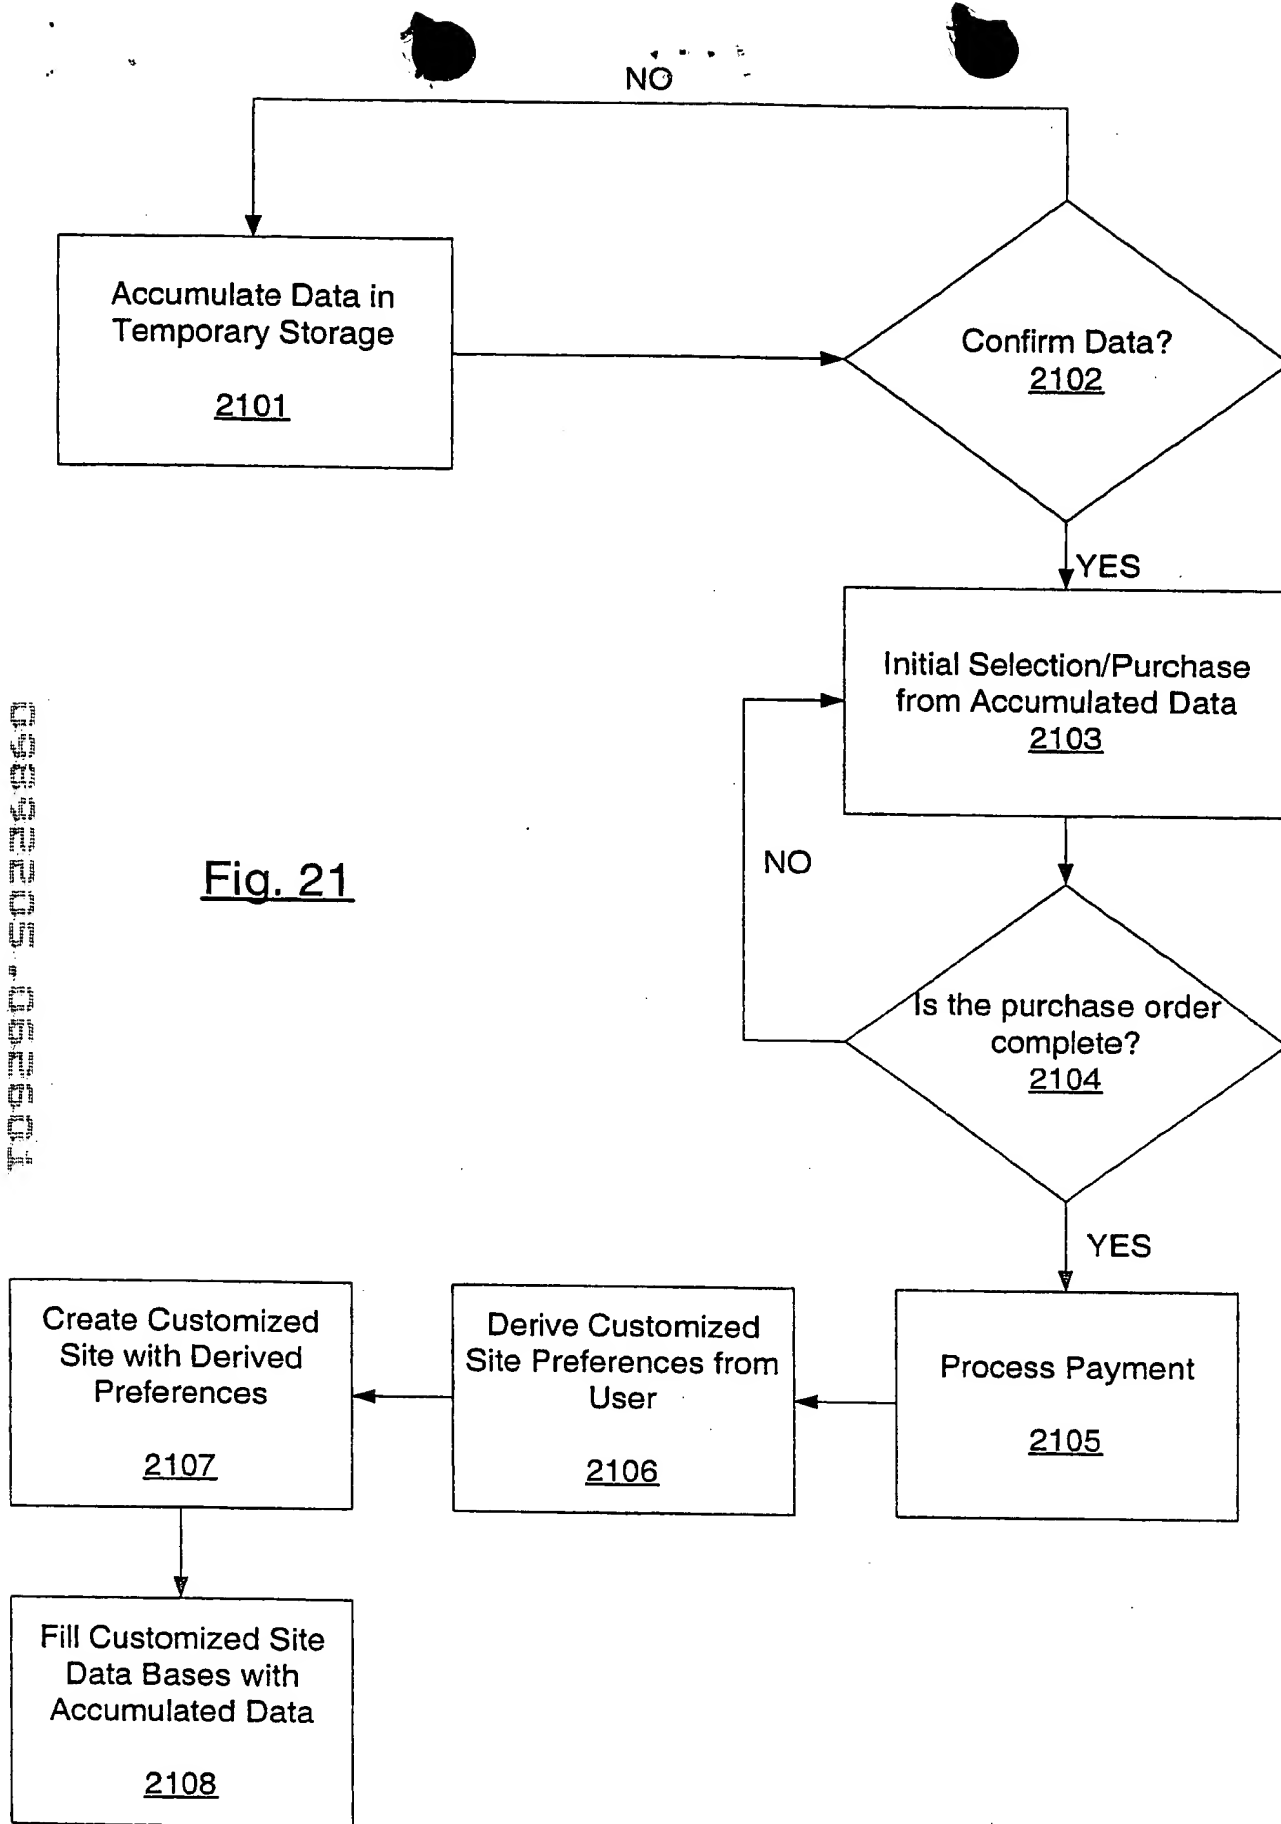 NO
Accumulate Data in
Temporary Storage
2101
Confirm Data?
2102
YES
Initial Selection/Purchase
from Accumulated Data
2103
NO
Fig. 21
Is the purchase order
complete?
2104
YES
Process Payment
2105
Derive Customized
Site Preferences from
User
2106
Create Customized
Site with Derived
Preferences
2107
Fill Customized Site
Data Bases with
Accumulated Data
2108
09892205.062601